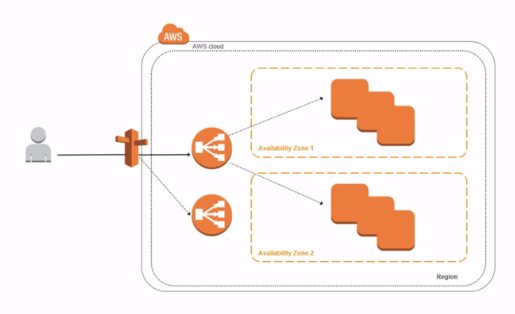 AWS
AWS cloud
Availability Zone 1
Availability Zone 2
Region